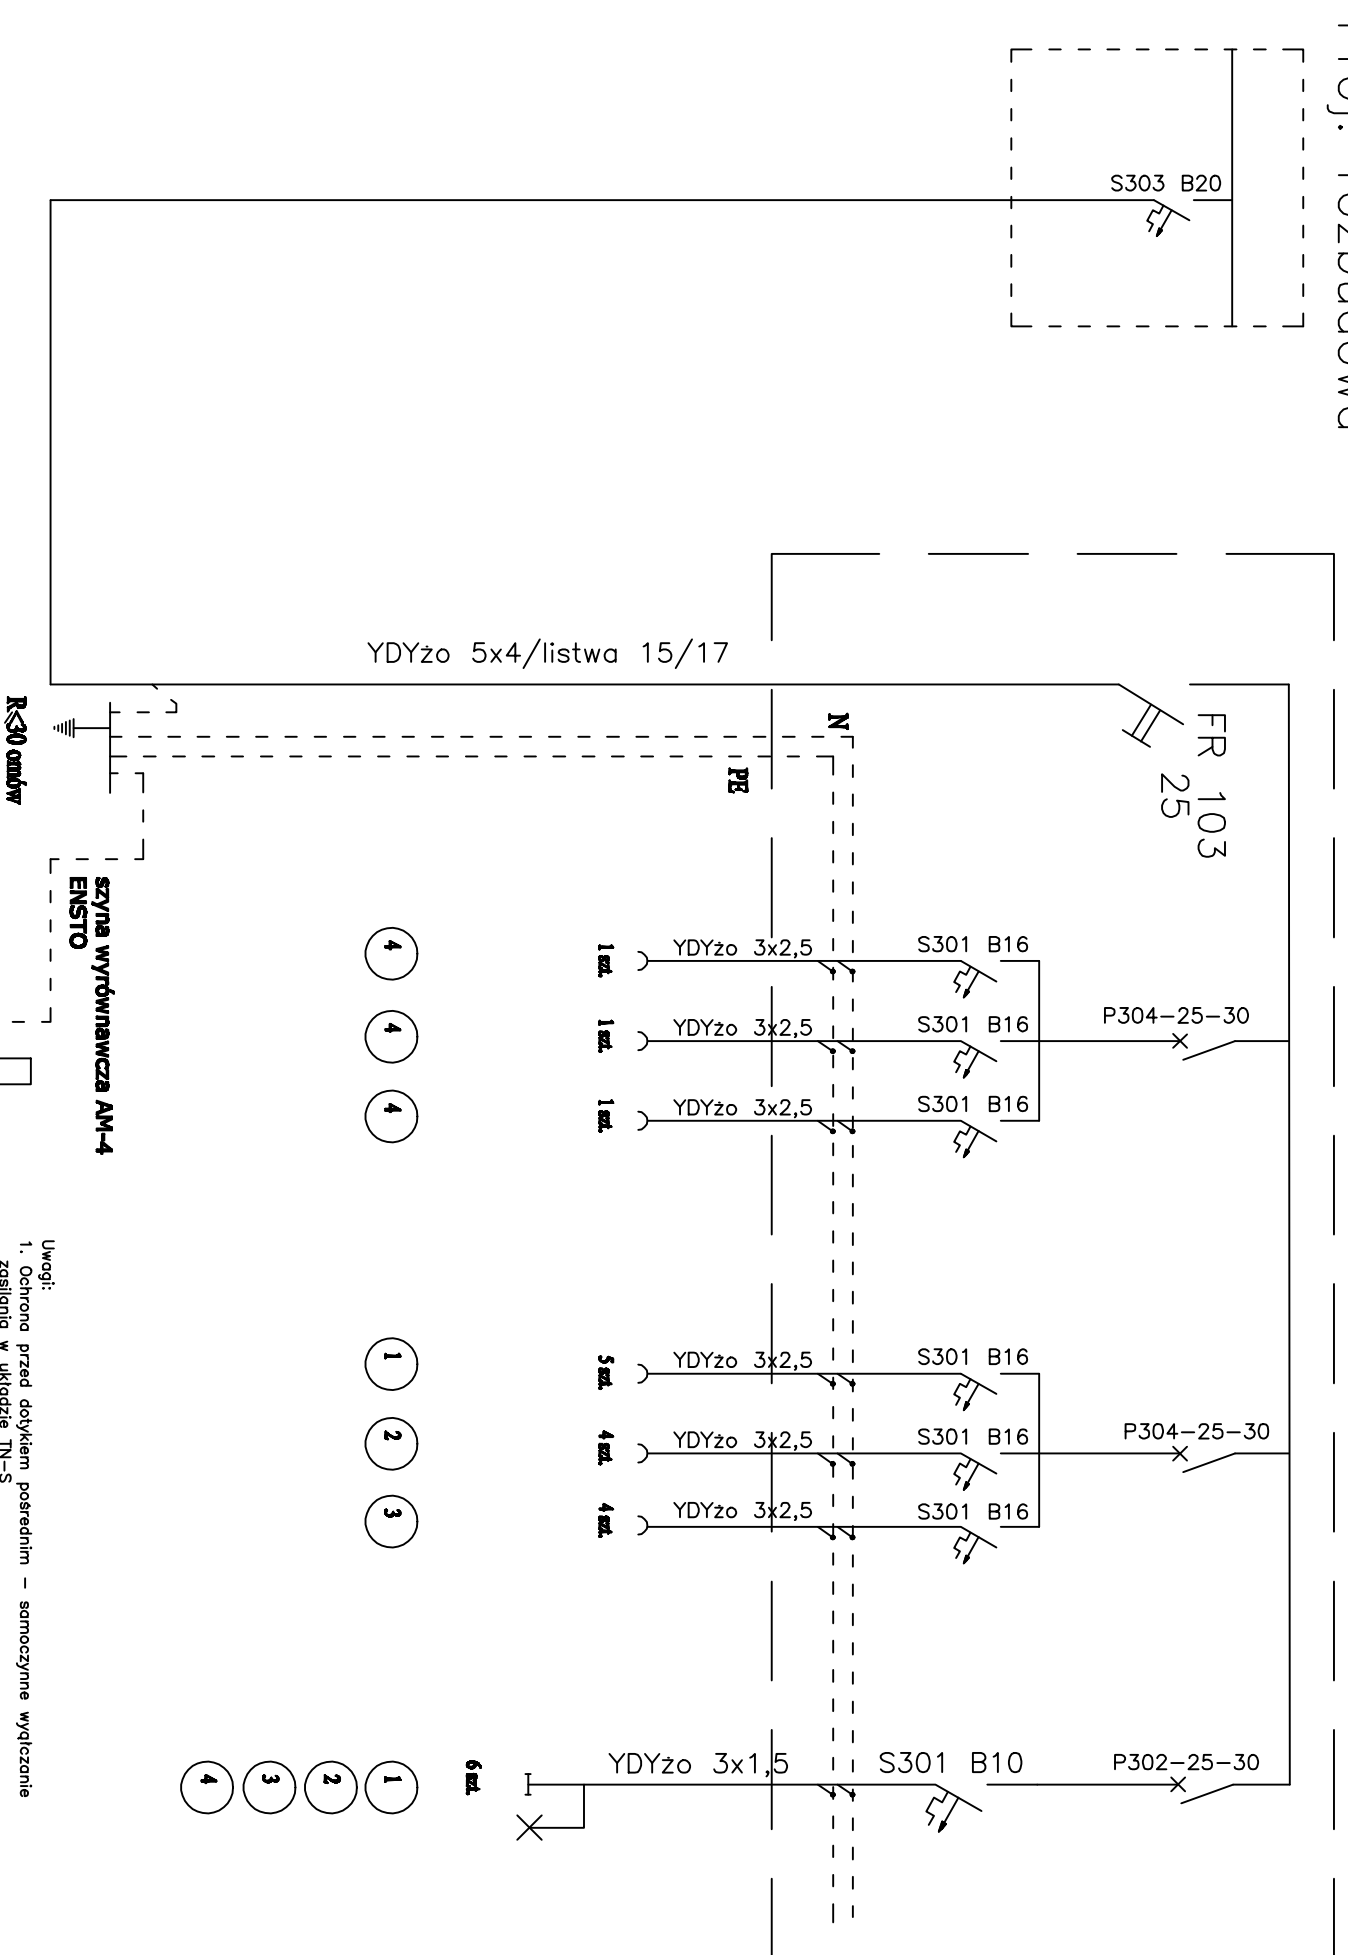 Proj. rozbudowa
S303 B20
YDYżo 5x4/listwa 15/17
FR 103
25
N
PE
R<30 omów
szyna wyrównawcza AM-4
ENSTO
S301 B16
YDYżo 3x2,5
1 szt.
4
P304-25-30
S301 B16
YDYżo 3x2,5
1 szt.
4
S301 B16
YDYżo 3x2,5
1 szt.
4
S301 B16
YDYżo 3x2,5
5 szt.
1
P304-25-30
S301 B16
YDYżo 3x2,5
4 szt.
2
S301 B16
YDYżo 3x2,5
4 szt.
3
P302-25-30
S301 B10
YDYżo 3x1,5
6 szt.
1
2
3
4
Uwagi:
1. Ochrona przed dotykiem pośrednim - samoczynne wyątczanie
zasilania w układzie TN-S